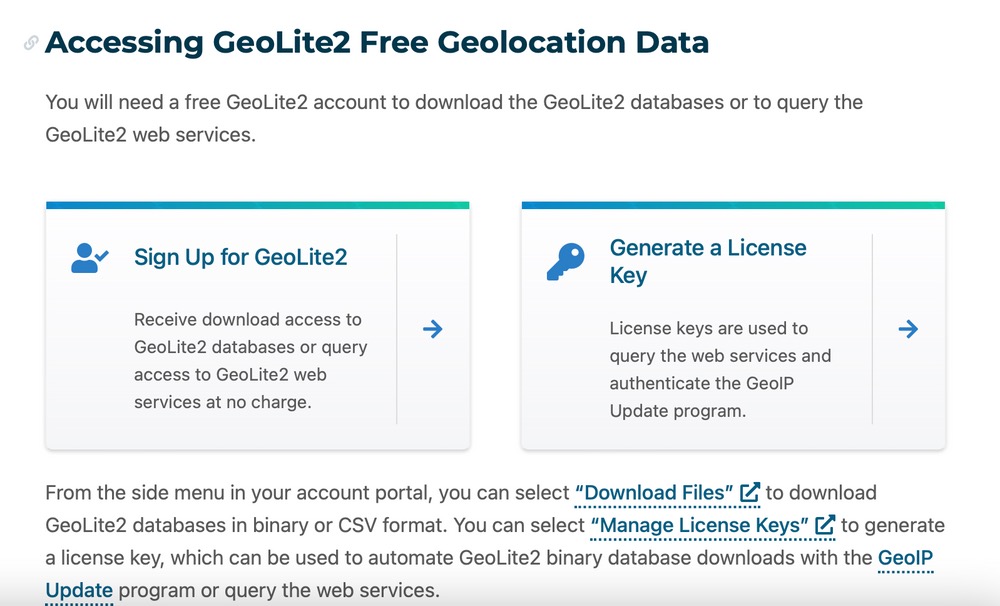 Accessing GeoLite2 Free Geolocation Data
You will need a free GeoLite2 account to download the GeoLite2 databases or to query the
GeoLite2 web services.
Sign Up for GeoLite2
Receive download access to
GeoLite2 databases or query
access to GeoLite2 web
services at no charge.
Generate a License
Key
License keys are used to
query the web services and
authenticate the GeoIP
Update program.
From the side menu in your account portal, you can select “Download Files” to download
GeoLite2 databases in binary or CSV format. You can select “Manage License Keys” to generate
a license key, which can be used to automate GeoLite2 binary database downloads with the GeoIP
Update program or query the web services.